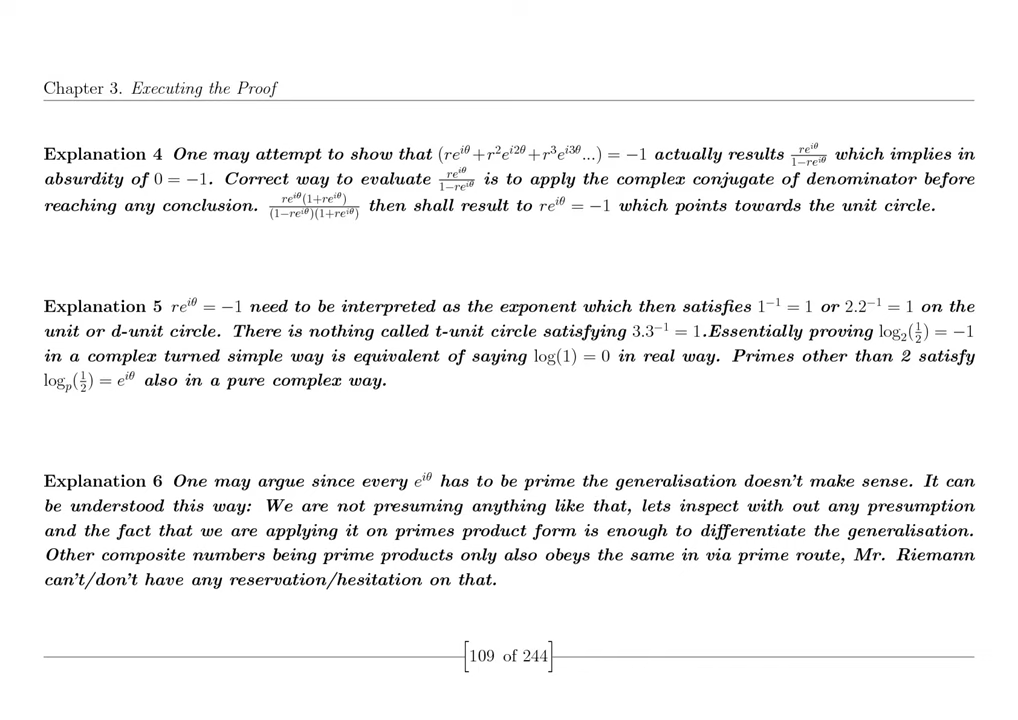 Chapter 3. Executing the Proof
Explanation 4 One may attempt to show that (re^{iθ}+r^2e^{i2θ}+r^3e^{i3θ}...) = −1 actually results \frac{re^{iθ}}{1−re^{iθ}} which implies in
absurdity of 0 = −1. Correct way to evaluate \frac{re^{iθ}}{1−re^{iθ}} is to apply the complex conjugate of denominator before
reaching any conclusion. \frac{re^{iθ}(1+re^{iθ})}{(1−re^{iθ})(1+re^{iθ})} then shall result to re^{iθ} = −1 which points towards the unit circle.
Explanation 5 re^{iθ} = −1 need to be interpreted as the exponent which then satisfies 1^{−1} = 1 or 2.2^{−1} = 1 on the
unit or d-unit circle. There is nothing called t-unit circle satisfying 3.3^{−1} = 1.Essentially proving log_2(\frac{1}{2}) = −1
in a complex turned simple way is equivalent of saying log(1) = 0 in real way. Primes other than 2 satisfy
log_p(\frac{1}{2}) = e^{iθ} also in a pure complex way.
Explanation 6 One may argue since every e^{iθ} has to be prime the generalisation doesn't make sense. It can
be understood this way: We are not presuming anything like that, lets inspect with out any presumption
and the fact that we are applying it on primes product form is enough to differentiate the generalisation.
Other composite numbers being prime products only also obeys the same in via prime route, Mr. Riemann
can't/don't have any reservation/hesitation on that.
[109 of 244]